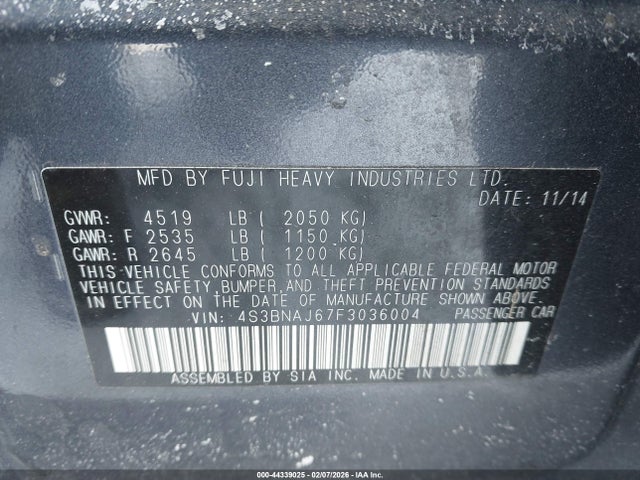 MFD BY FUJI HEAVY INDUSTRIES LTD.
DATE: 11/14
GVWR: 4519 LB ( 2050 KG)
GAWR: F 2535 LB ( 1150 KG)
GAWR: R 2645 LB ( 1200 KG)
THIS VEHICLE CONFORMS TO ALL APPLICABLE FEDERAL MOTOR
VEHICLE SAFETY, BUMPER, AND THEFT PREVENTION STANDARDS
IN EFFECT ON THE DATE OF MANUFACTURE SHOWN ABOVE.
VIN: 4S3BNAJ67F3036004 PASSENGER CAR
ASSEMBLED BY SIA INC. MADE IN U.S.A.
000-44339025 - 02/07/2026 - IAAI.com